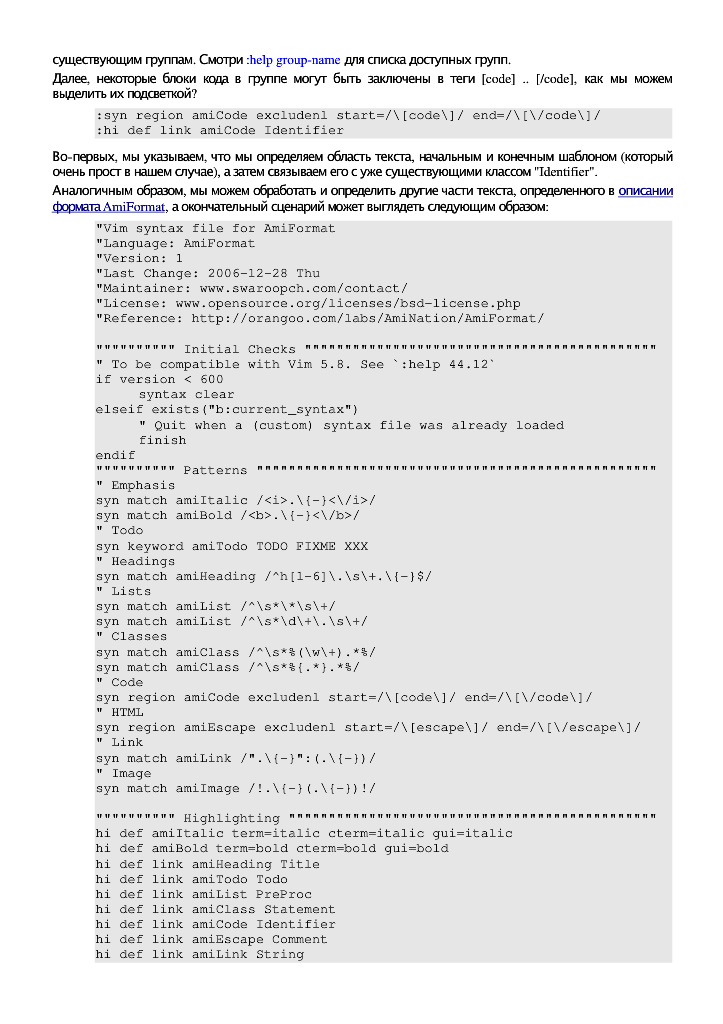 существующим группам. Смотри :help group-name для списка доступных групп.
Далее, некоторые блоки кода в группе могут быть заключены в теги [code] .. [/code], как мы можем
выделить их подсветкой?
:syn region amiCode excludenl start=/\[code\]/ end=/\[\/code\]/
:hi def link amiCode Identifier
Во-первых, мы указываем, что мы определяем область текста, начальным и конечным шаблоном (который
очень прост в нашем случае), а затем связываем его с уже существующими классом "Identifier".
Аналогичным образом, мы можем обработать и определить другие части текста, определенного в описании
формата AmiFormat, а окончательный сценарий может выглядеть следующим образом:
"Vim syntax file for AmiFormat
"Language: AmiFormat
"Version: 1
"Last Change: 2006-12-28 Thu
"Maintainer: www.swaroopch.com/contact/
"License: www.opensource.org/licenses/bsd-license.php
"Reference: http://orangoo.com/labs/AmiNation/AmiFormat/
"""""""""" Initial Checks """"""""""""""""""""""""""""""""""""""""""""
" To be compatible with Vim 5.8. See `:help 44.12`
if version < 600
syntax clear
elseif exists("b:current_syntax")
" Quit when a (custom) syntax file was already loaded
finish
endif
"""""""""" Patterns """"""""""""""""""""""""""""""""""""""""""""""""""
" Emphasis
syn match amiItalic /<i>.\{-}<\/i>/
syn match amiBold /<b>.\{-}<\/b>/
" Todo
syn keyword amiTodo TODO FIXME XXX
" Headings
syn match amiHeading /^h[1-6]\.\s\+.\{-}$/
" Lists
syn match amiList /^\s*\*\s\+/
syn match amiList /^\s*\d\+\.\s\+/
" Classes
syn match amiClass /^\s*%(\w\+).*%/
syn match amiClass /^\s*%{.*}.*%/
" Code
syn region amiCode excludenl start=/\[code\]/ end=/\[\/code\]/
" HTML
syn region amiEscape excludenl start=/\[escape\]/ end=/\[\/escape\]/
" Link
syn match amiLink /".\{-}":(.\{-})/
" Image
syn match amiImage /!.\{-}(.\{-})!/
"""""""""" Highlighting """"""""""""""""""""""""""""""""""""""""""""""
hi def amiItalic term=italic cterm=italic gui=italic
hi def amiBold term=bold cterm=bold gui=bold
hi def link amiHeading Title
hi def link amiTodo Todo
hi def link amiList PreProc
hi def link amiClass Statement
hi def link amiCode Identifier
hi def link amiEscape Comment
hi def link amiLink String